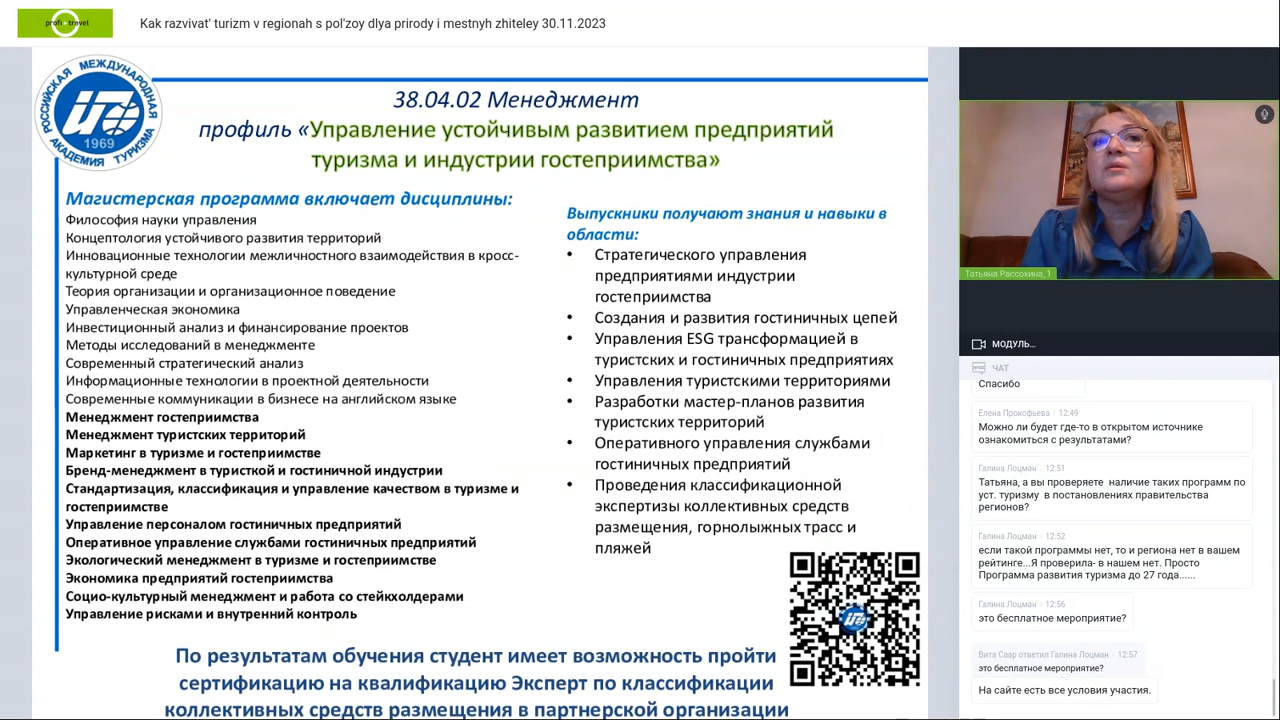 profi travel
Kak razvivat' turizm v regionah s pol'zoy dlya prirody i mestnyh zhiteley 30.11.2023
РОССИЙСКАЯ МЕЖДУНАРОДНАЯ
АКАДЕМИЯ ТУРИЗМА
1969
38.04.02 Менеджмент
профиль «Управление устойчивым развитием предприятий
туризма и индустрии гостеприимства»
Магистерская программа включает дисциплины:
Философия науки управления
Концептология устойчивого развития территорий
Инновационные технологии межличностного взаимодействия в кросс-
культурной среде
Теория организации и организационное поведение
Управленческая экономика
Инвестиционный анализ и финансирование проектов
Методы исследований в менеджменте
Современный стратегический анализ
Информационные технологии в проектной деятельности
Современные коммуникации в бизнесе на английском языке
Менеджмент гостеприимства
Менеджмент туристских территорий
Маркетинг в туризме и гостеприимстве
Бренд-менеджмент в туристкой и гостиничной индустрии
Стандартизация, классификация и управление качеством в туризме и
гостеприимстве
Управление персоналом гостиничных предприятий
Оперативное управление службами гостиничных предприятий
Экологический менеджмент в туризме и гостеприимстве
Экономика предприятий гостеприимства
Социо-культурный менеджмент и работа со стейкхолдерами
Управление рисками и внутренний контроль
Выпускники получают знания и навыки в
области:
• Стратегического управления
предприятиями индустрии
гостеприимства
• Создания и развития гостиничных цепей
• Управления ESG трансформацией в
туристских и гостиничных предприятиях
• Управления туристскими территориями
• Разработки мастер-планов развития
туристских территорий
• Оперативного управления службами
гостиничных предприятий
• Проведения классификационной
экспертизы коллективных средств
размещения, горнолыжных трасс и
пляжей
По результатам обучения студент имеет возможность пройти
сертификацию на квалификацию Эксперт по классификации
коллективных средств размещения в партнерской организации
Татьяна Рассохина_1
МОДУЛЬ...
ЧАТ
Спасибо
Елена Прокофьева · 12:49
Можно ли будет где-то в открытом источнике
ознакомиться с результатами?
Галина Лоцман · 12:51
Татьяна, а вы проверяете наличие таких программ по
уст. туризму в постановлениях правительства
регионов?
Галина Лоцман · 12:52
если такой программы нет, то и региона нет в вашем
рейтинге...Я проверила- в нашем нет. Просто
Программа развития туризма до 27 года......
Галина Лоцман · 12:56
это бесплатное мероприятие?
Вита Саар ответил Галина Лоцман · 12:57
это бесплатное мероприятие?
На сайте есть все условия участия.